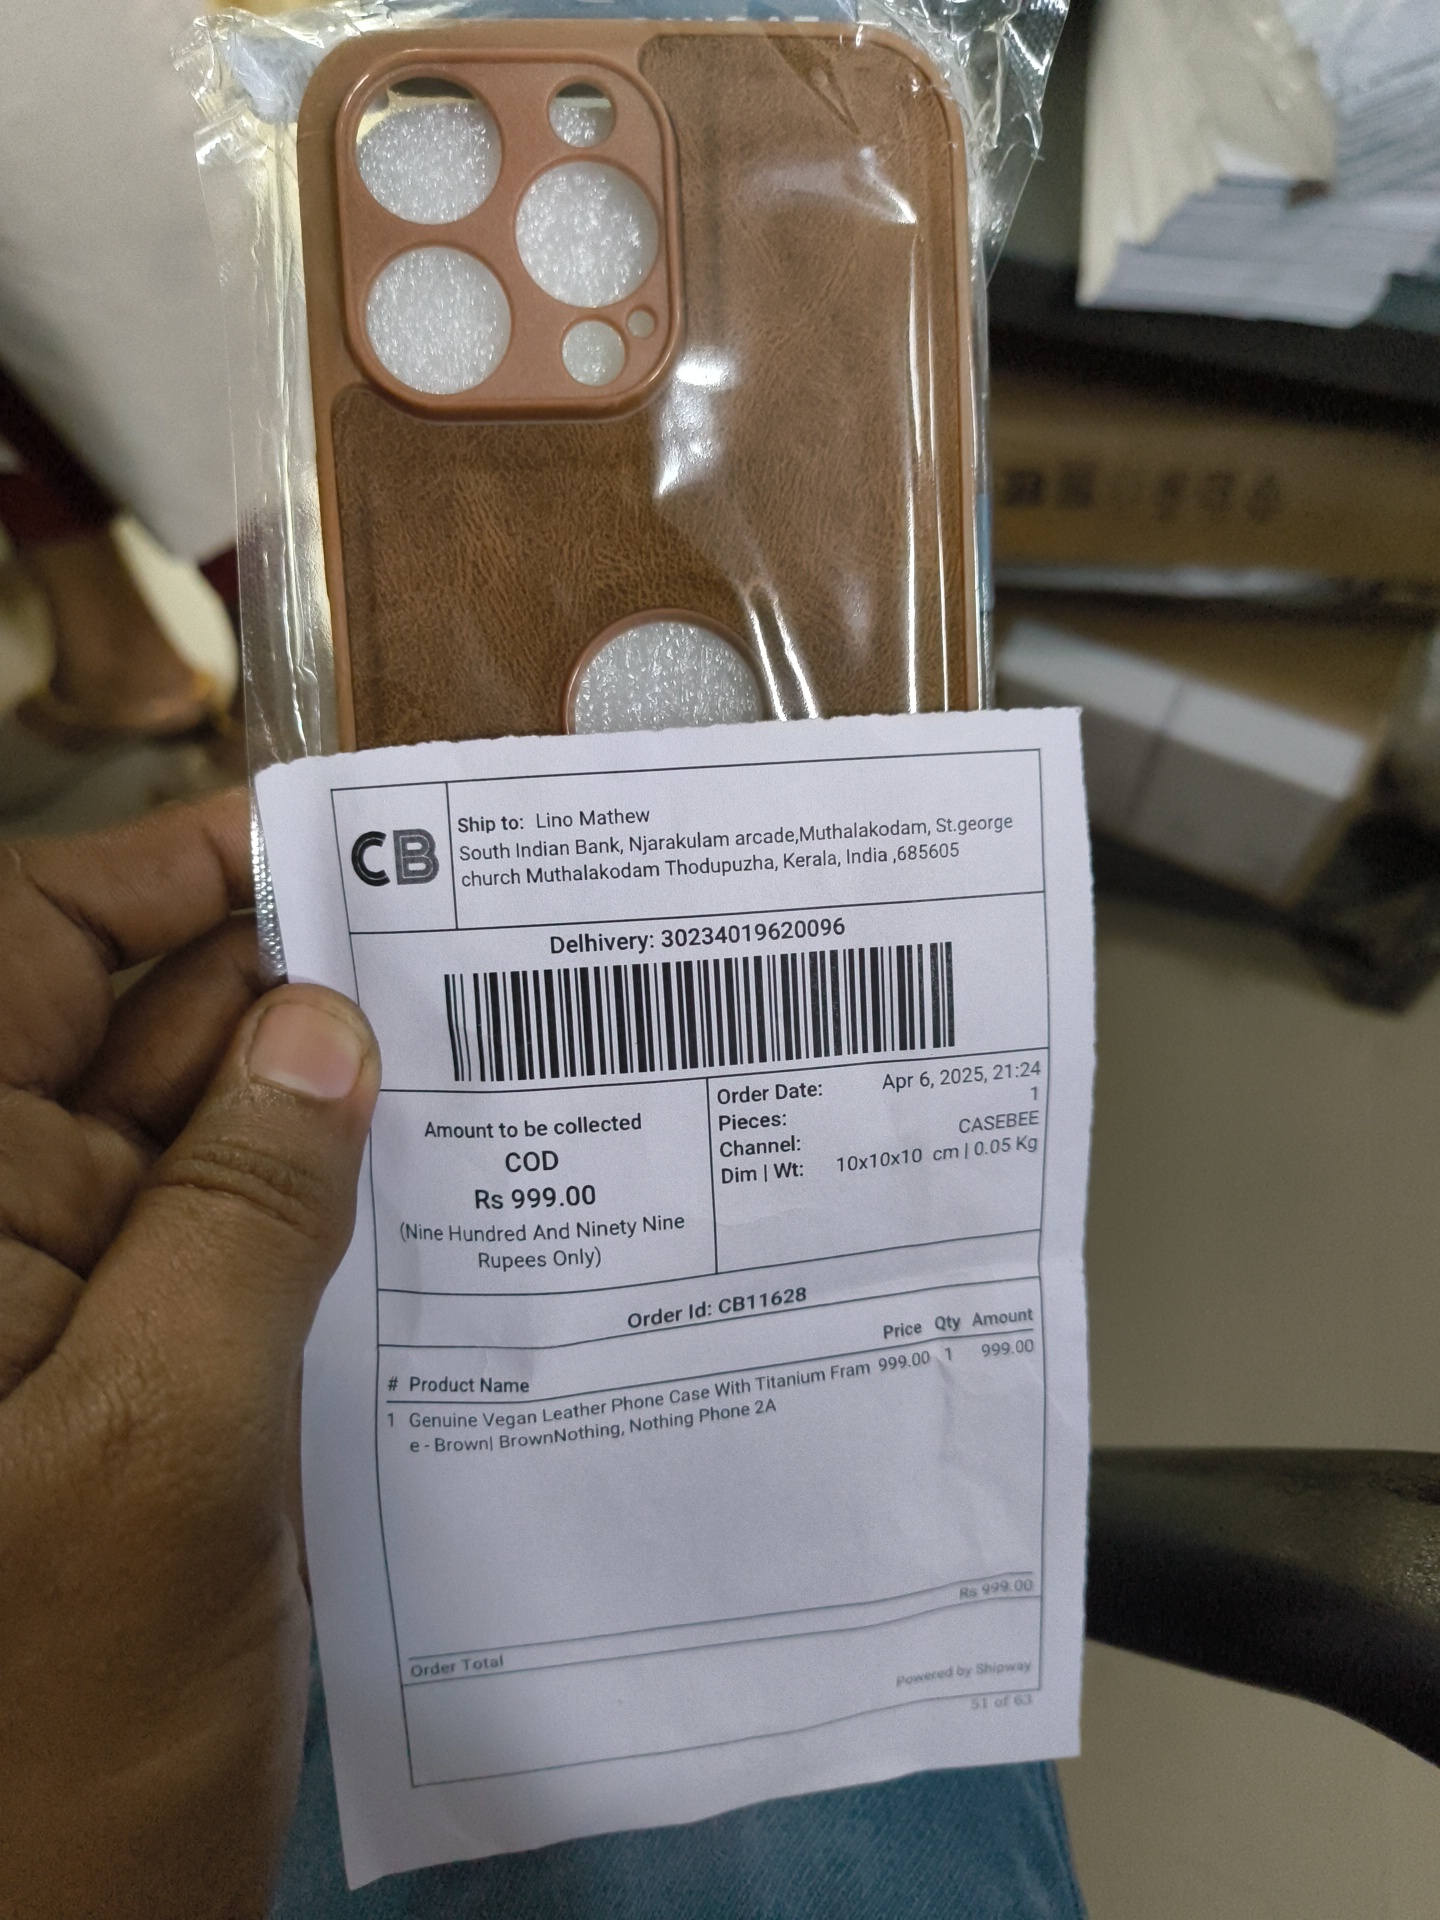 CB
Ship to: Lino Mathew
South Indian Bank, Njarakulam arcade,Muthalakodam, St.george
church Muthalakodam Thodupuzha, Kerala, India ,685605
Delhivery: 30234019620096
Amount to be collected
COD
Rs 999.00
(Nine Hundred And Ninety Nine
Rupees Only)
Order Date: Apr 6, 2025, 21:24
Pieces: 1
Channel: CASEBEE
Dim | Wt: 10x10x10 cm | 0.05 Kg
Order Id: CB11628
# Product Name Price Qty Amount
1 Genuine Vegan Leather Phone Case With Titanium Fram 999.00 1 999.00
e - Brown| BrownNothing, Nothing Phone 2A
Order Total Rs 999.00
Powered by Shipway
51 of 63